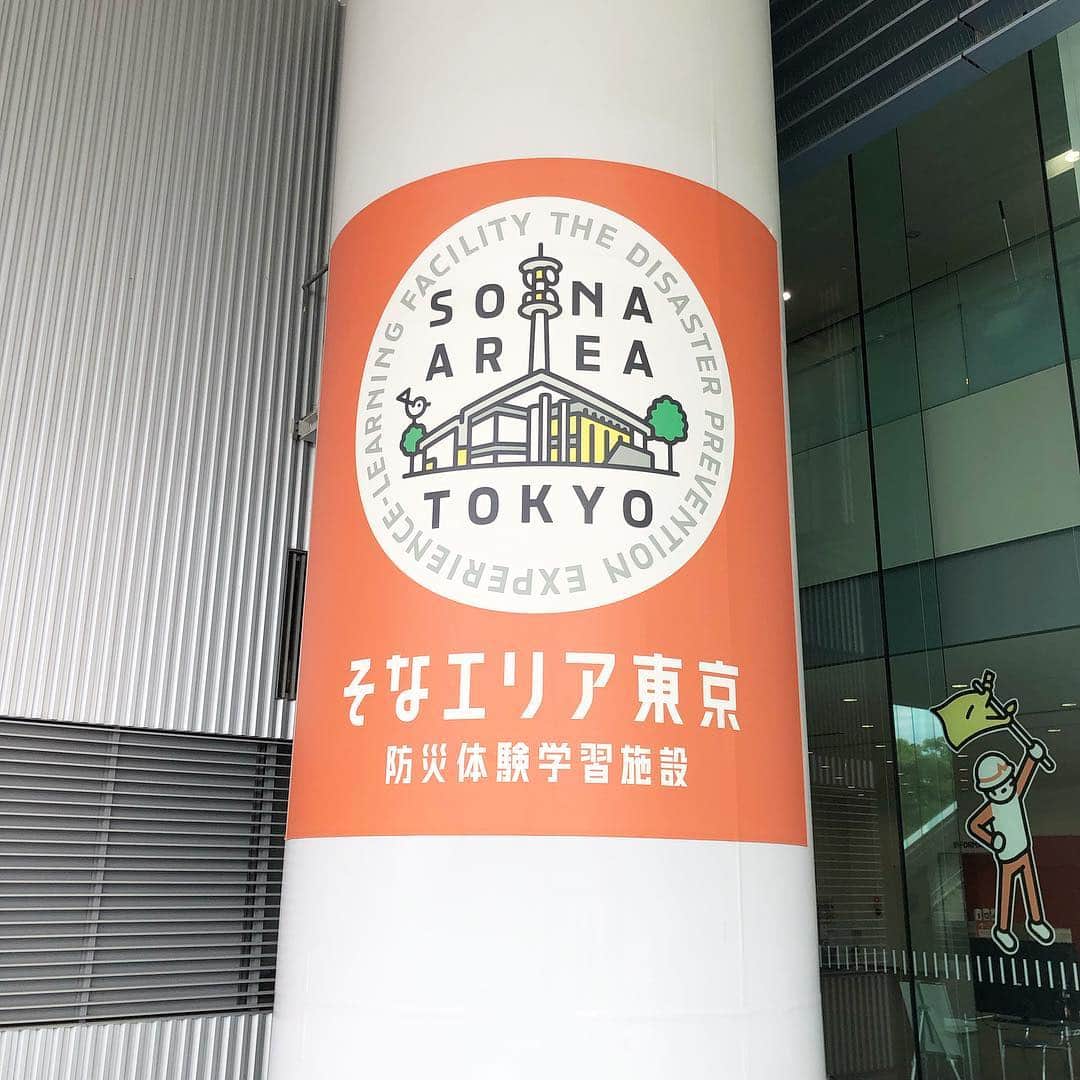 THE DISASTER PREVENTION EXPERIENCE-LEARNING FACILITY
SONA
AREA
TOKYO
そなエリア東京
防災体験学習施設